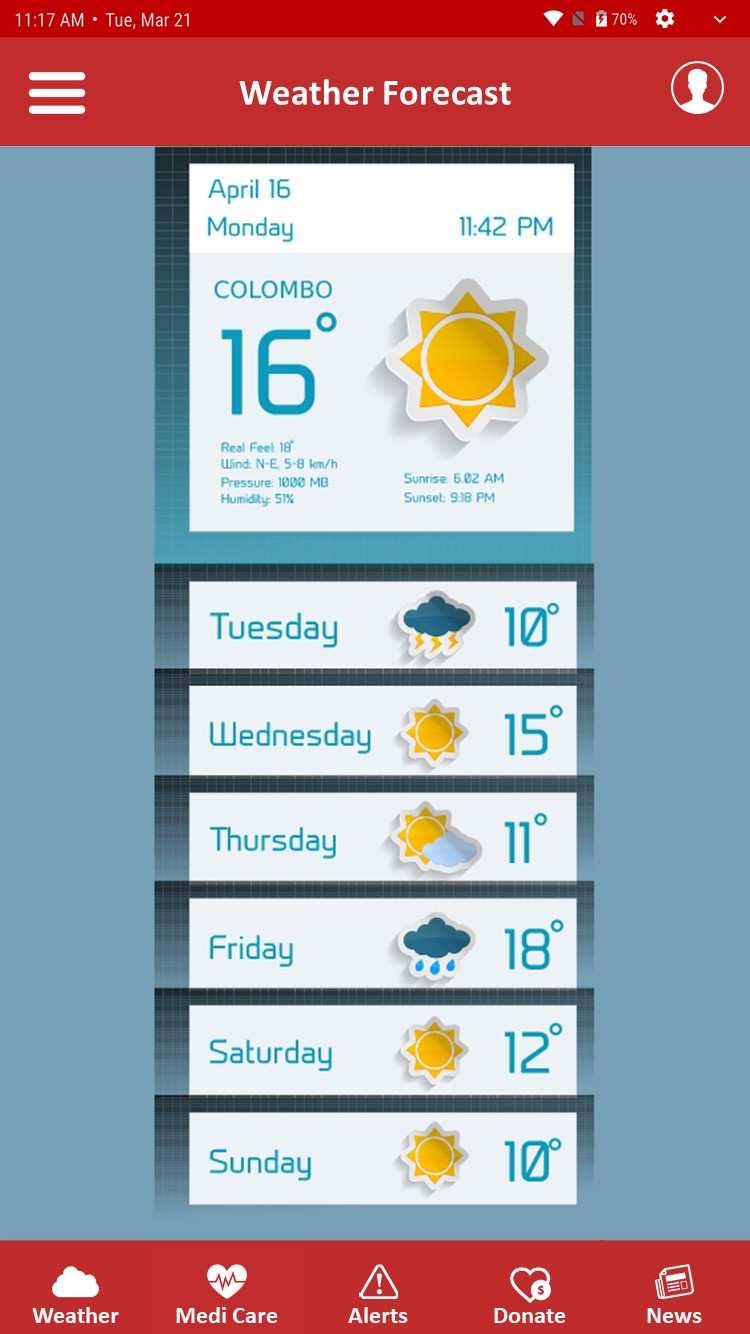 11:17 AM • Tue, Mar 21 70%
Weather Forecast
April 16
Monday 11:42 PM
COLOMBO
16°
Real Feel: 18°
Wind: N-E, 5-8 km/h
Pressure: 1000 MB
Humidity: 51%
Sunrise: 6.02 AM
Sunset: 9:18 PM
Tuesday 10°
Wednesday 15°
Thursday 11°
Friday 18°
Saturday 12°
Sunday 10°
Weather Medi Care Alerts Donate News